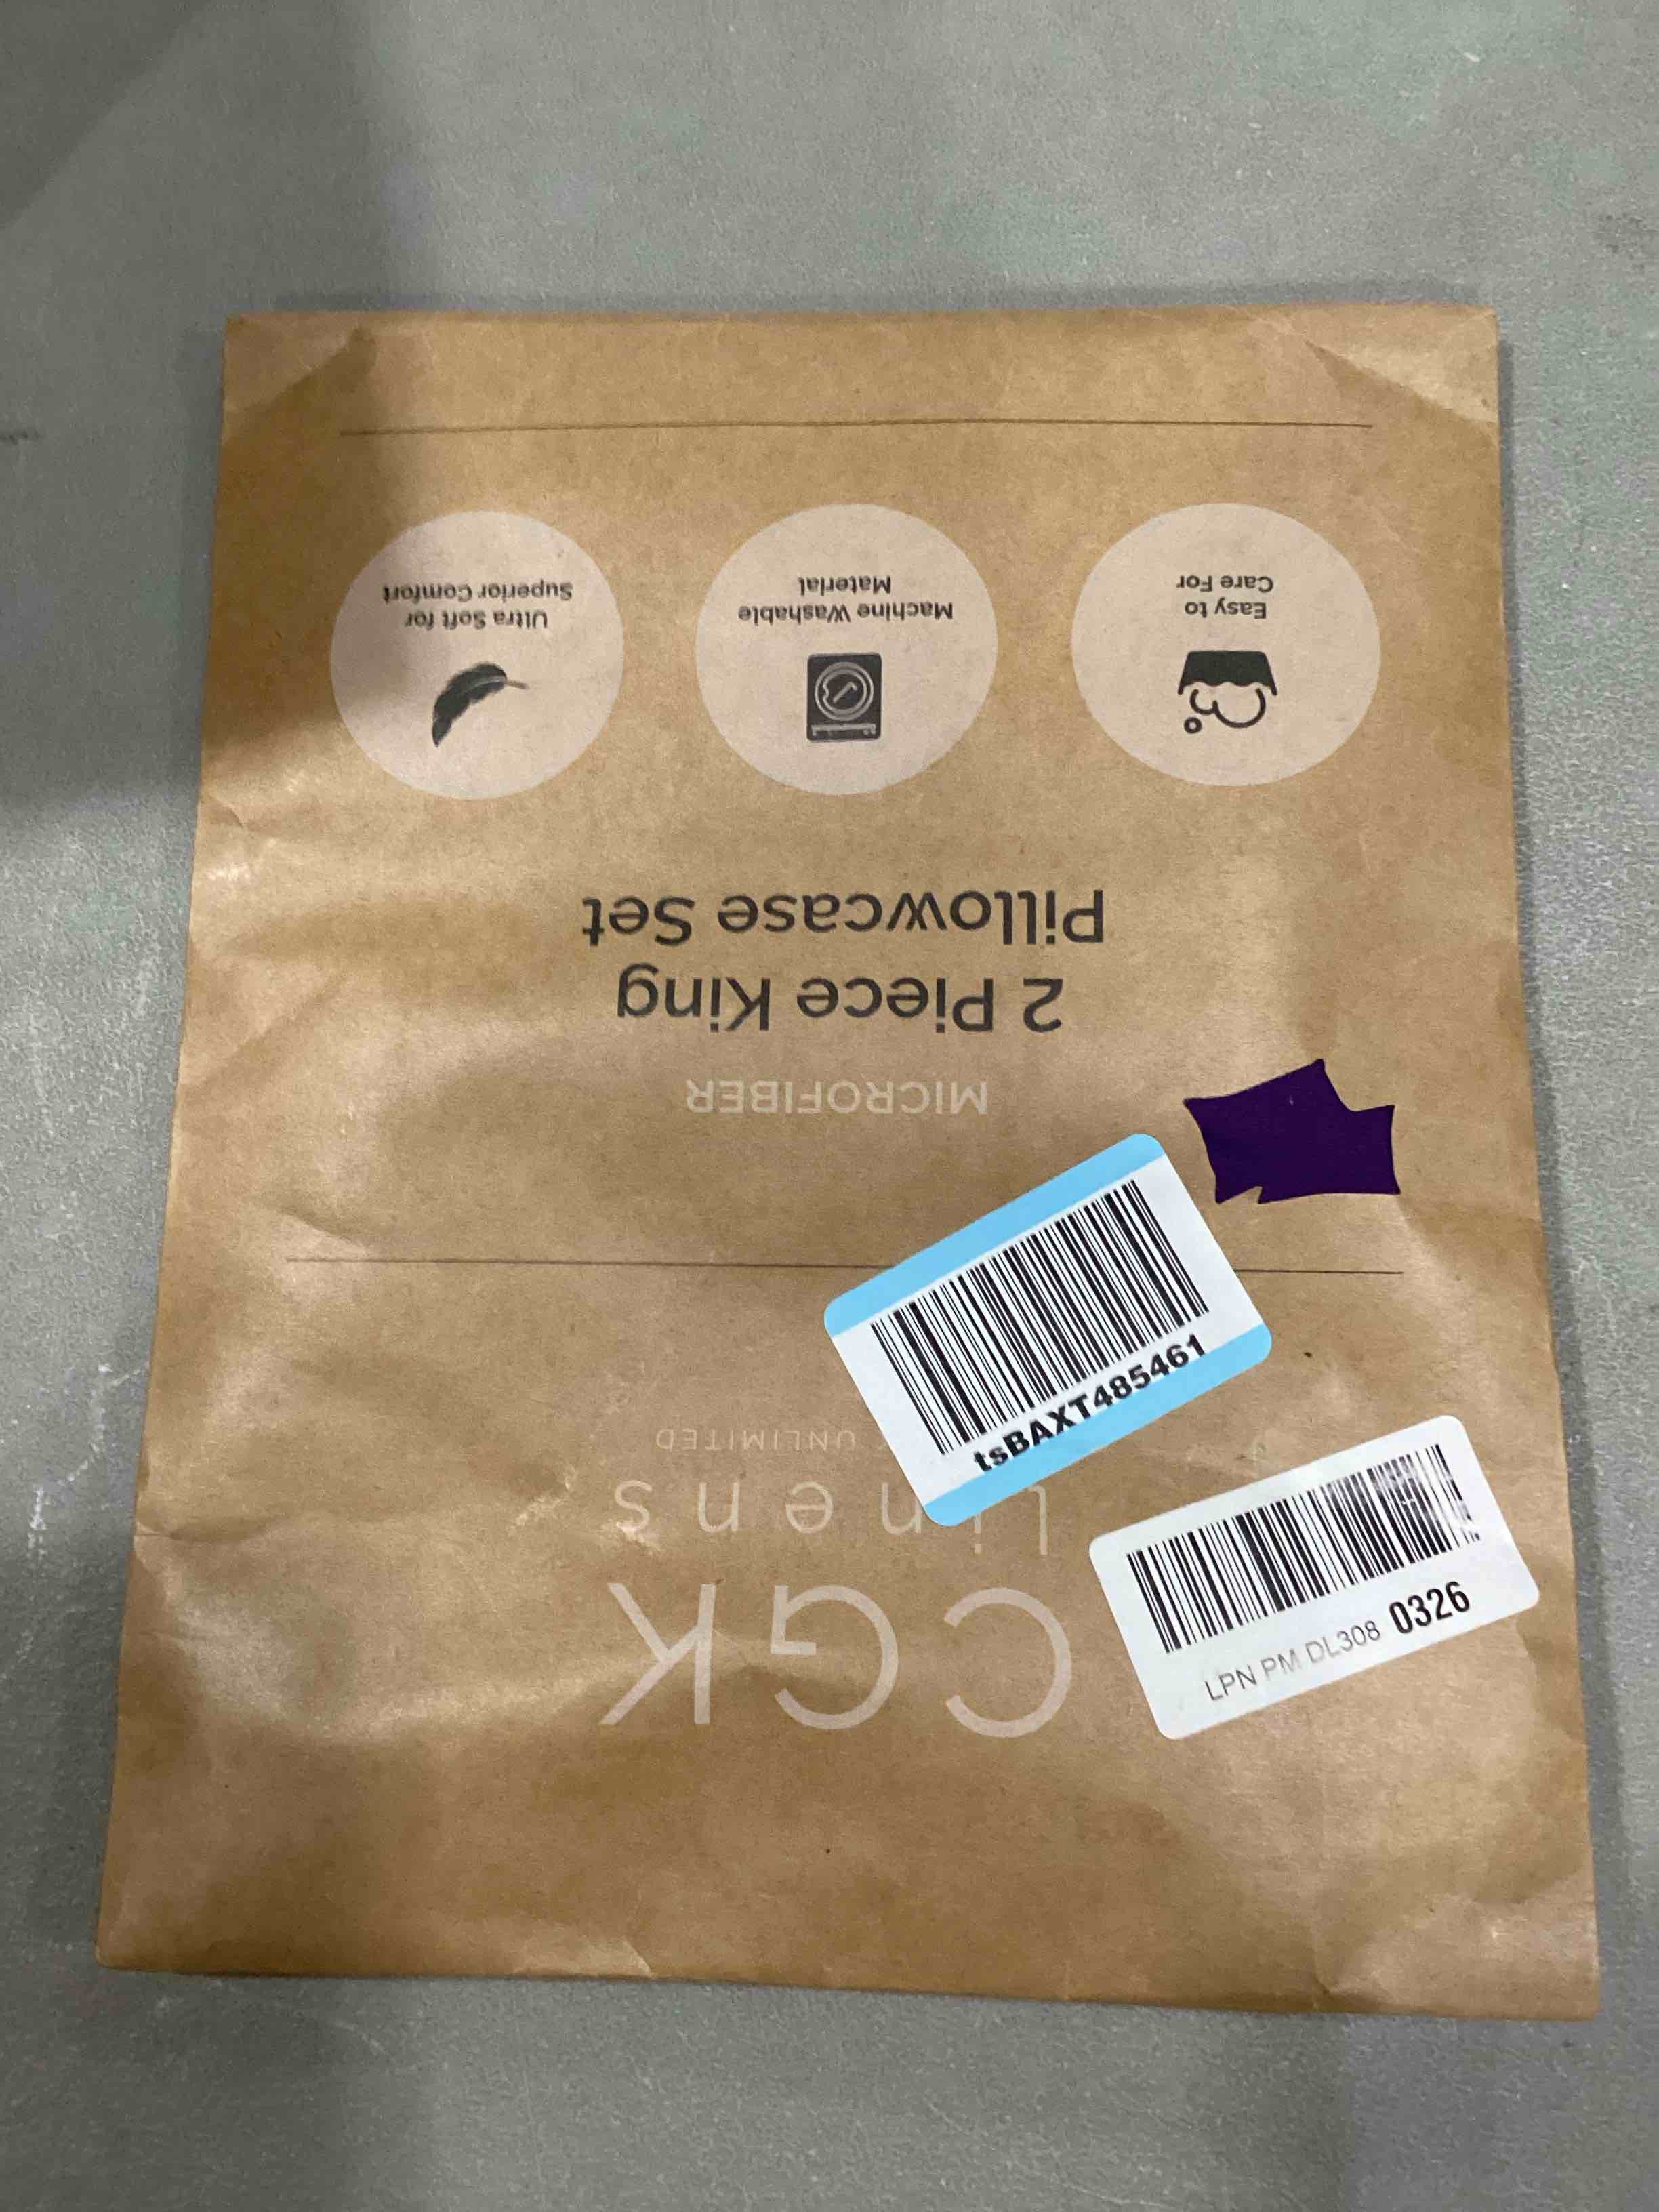 CGK
Linens
UNLIMITED
MICROFIBER
2 Piece King
Pillowcase Set
Easy to
Care For
Machine Washable
Material
Ultra Soft for
Superior Comfort
tsBAXT485461
LPN PM DL308 0326